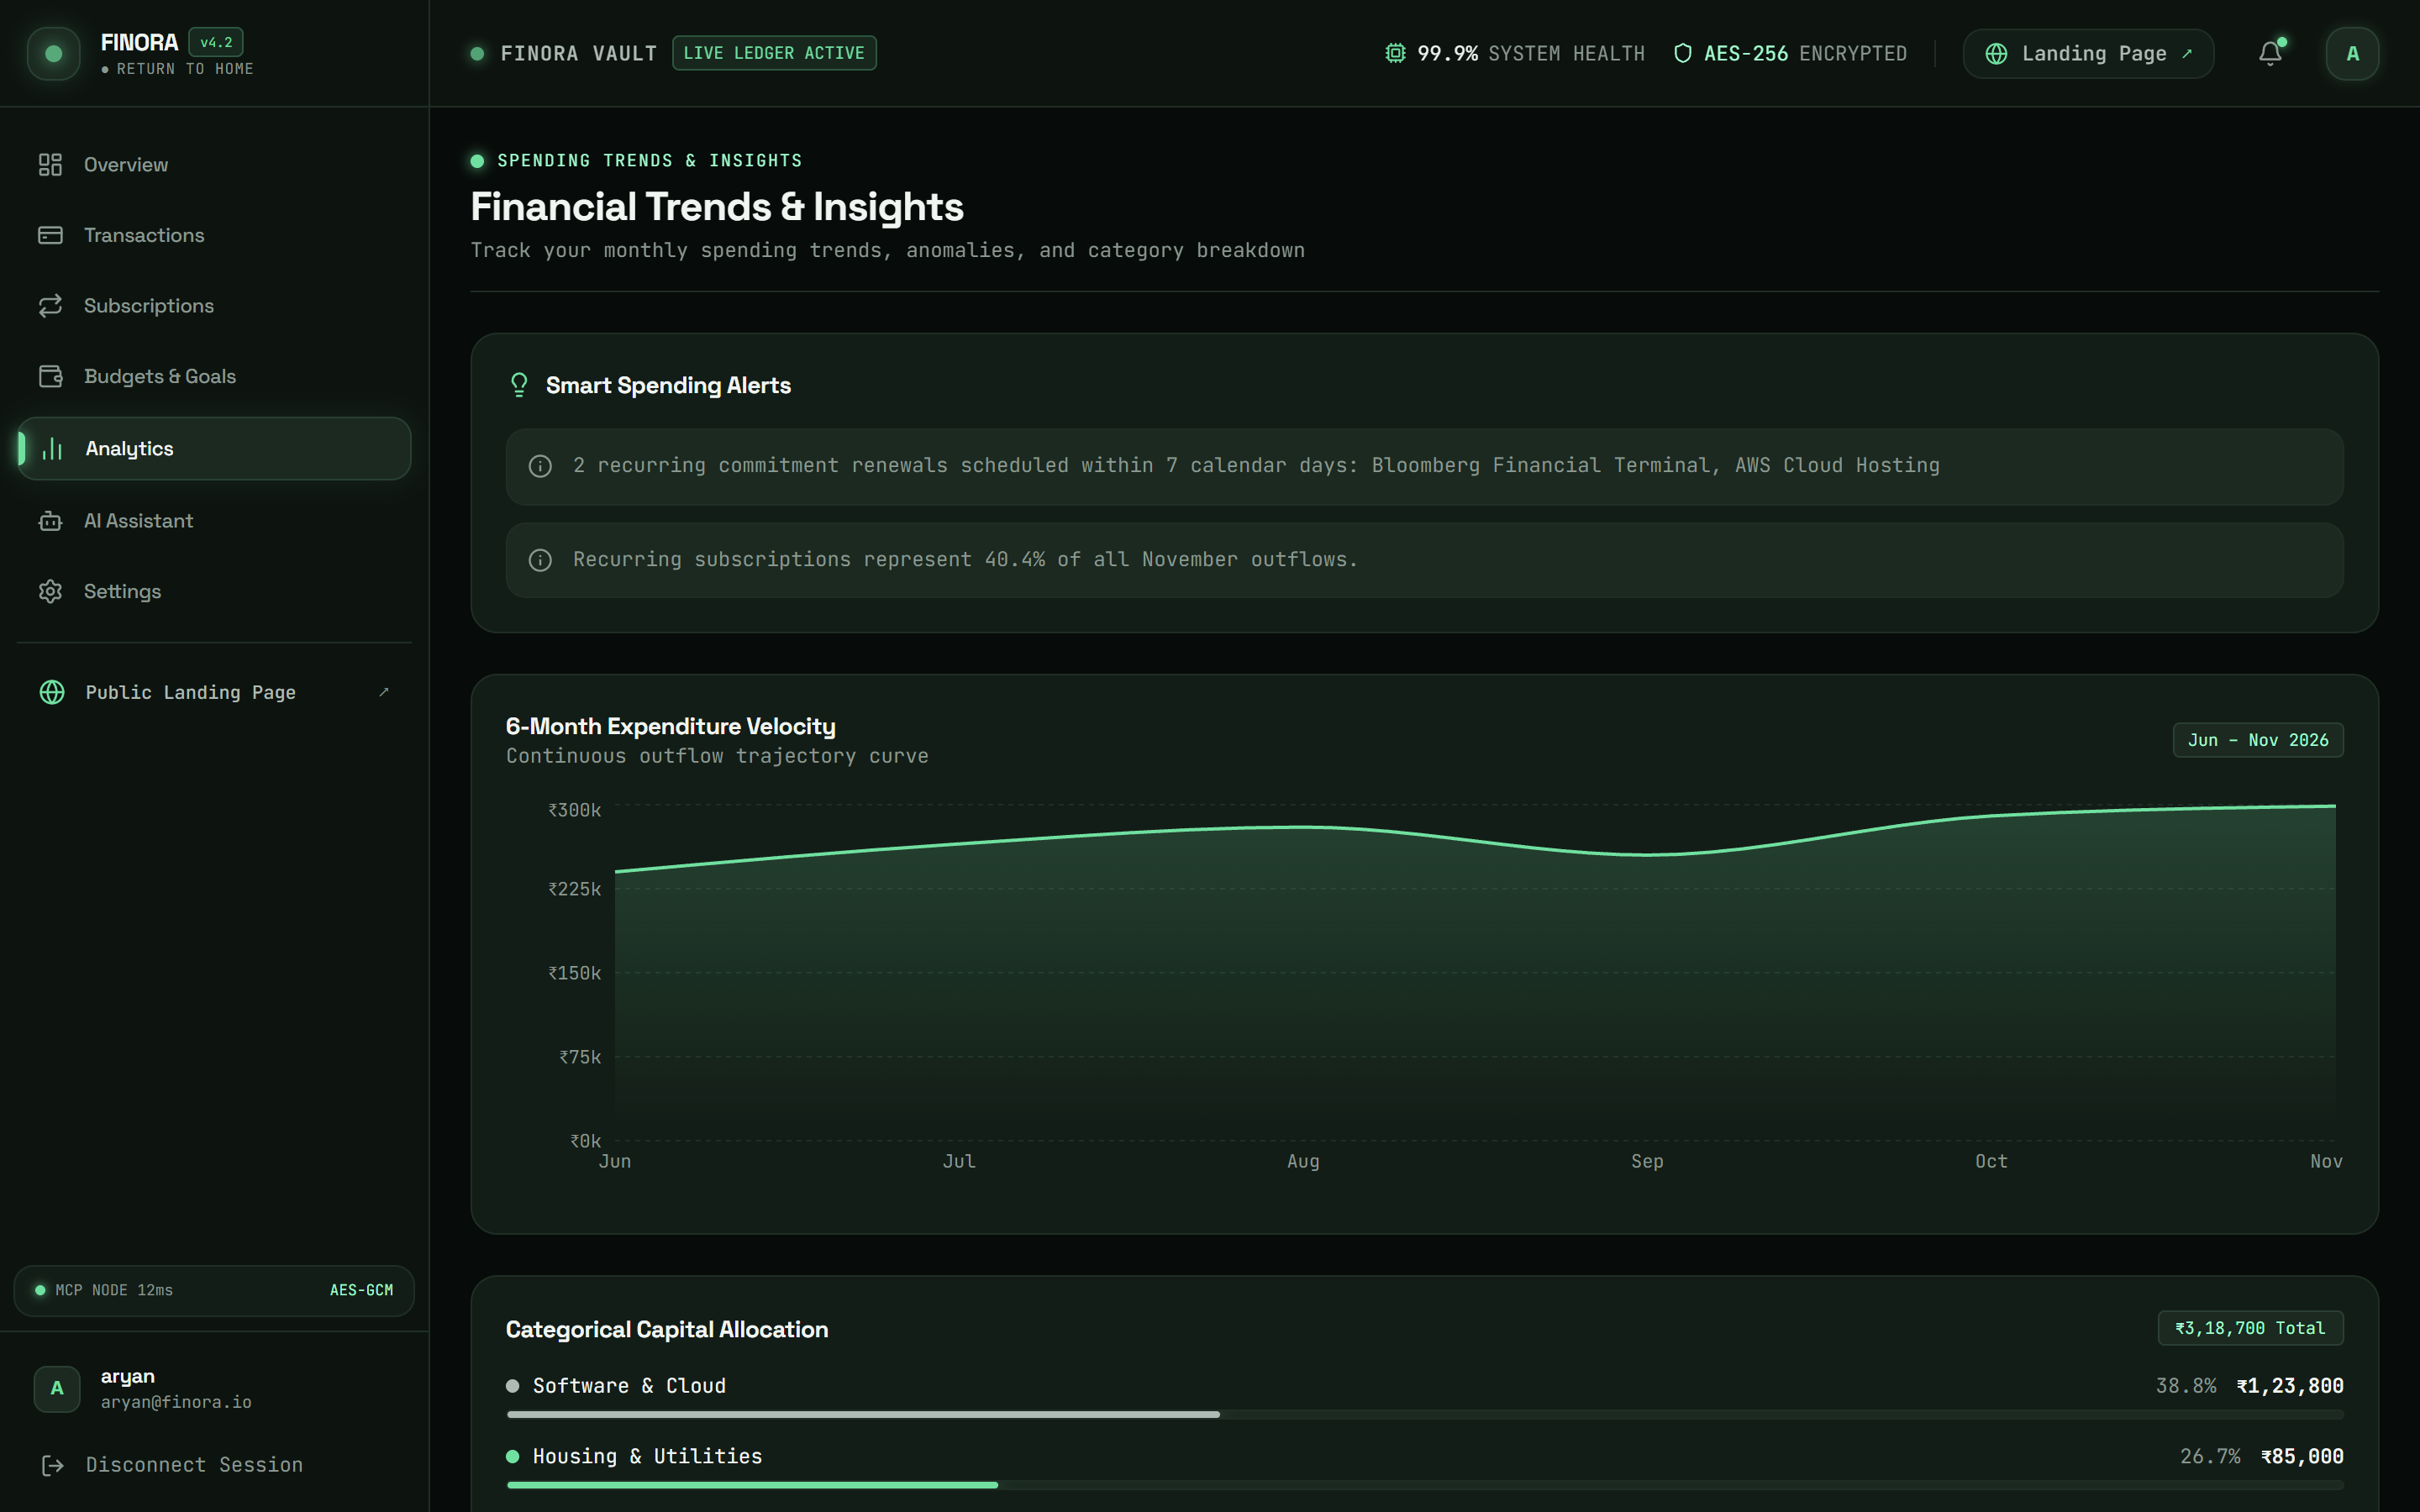 FINORA v4.2
RETURN TO HOME
Overview
Transactions
Subscriptions
Budgets & Goals
Analytics
AI Assistant
Settings
Public Landing Page ↗
MCP NODE 12ms AES-GCM
A
aryan
aryan@finora.io
Disconnect Session
FINORA VAULT LIVE LEDGER ACTIVE 99.9% SYSTEM HEALTH AES-256 ENCRYPTED Landing Page ↗ A
SPENDING TRENDS & INSIGHTS
Financial Trends & Insights
Track your monthly spending trends, anomalies, and category breakdown
Smart Spending Alerts
2 recurring commitment renewals scheduled within 7 calendar days: Bloomberg Financial Terminal, AWS Cloud Hosting
Recurring subscriptions represent 40.4% of all November outflows.
6-Month Expenditure Velocity
Continuous outflow trajectory curve
Jun – Nov 2026
₹300k
₹225k
₹150k
₹75k
₹0k
Jun Jul Aug Sep Oct Nov
Categorical Capital Allocation ₹3,18,700 Total
Software & Cloud 38.8% ₹1,23,800
Housing & Utilities 26.7% ₹85,000